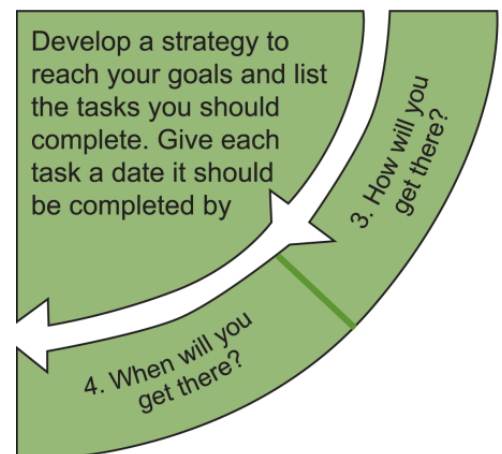 Develop a strategy to
reach your goals and list
the tasks you should
complete. Give each
task a date it should
be completed by
3. How will you
get there?
4. When will you
get there?